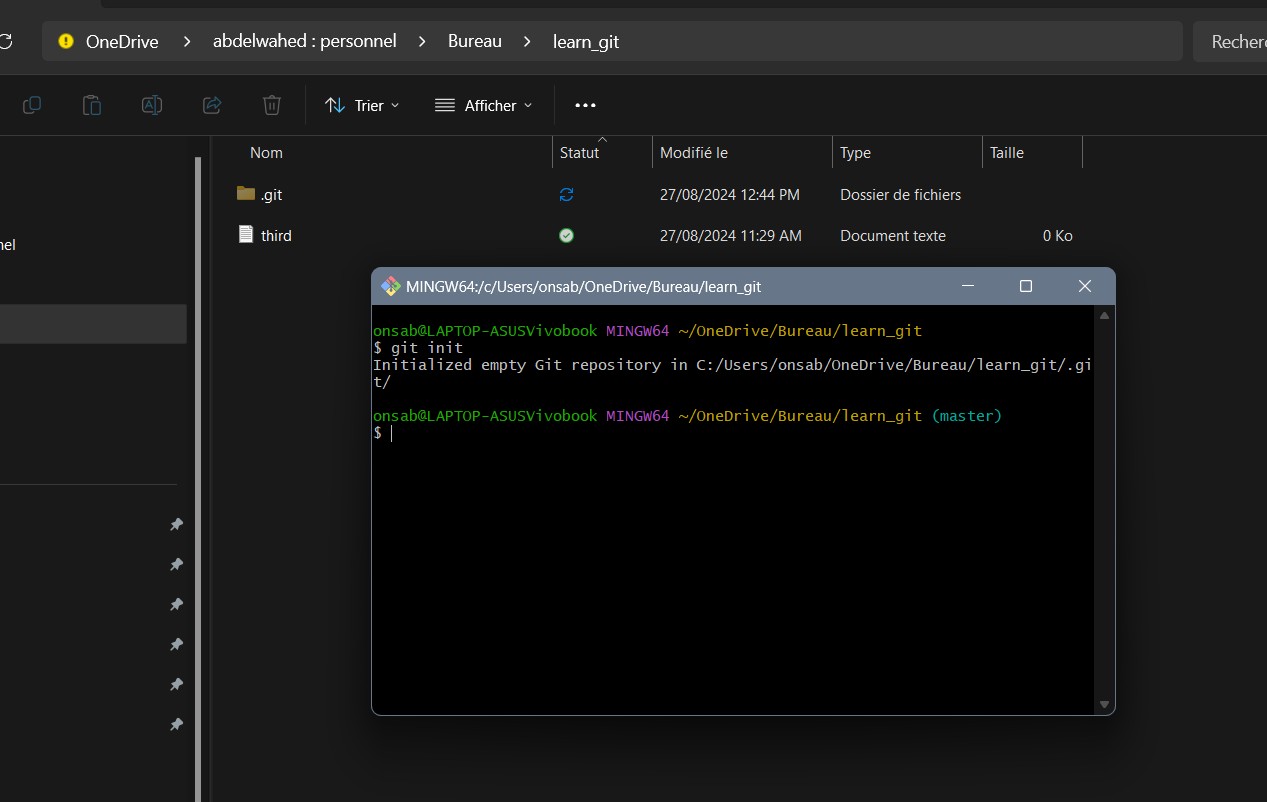 OneDrive > abdelwahed : personnel > Bureau > learn_git
Recher
Trier
Afficher
Nom Statut Modifié le Type Taille
.git 27/08/2024 12:44 PM Dossier de fichiers
third 27/08/2024 11:29 AM Document texte 0 Ko
nel
MINGW64:/c/Users/onsab/OneDrive/Bureau/learn_git
onsab@LAPTOP-ASUSVivobook MINGW64 ~/OneDrive/Bureau/learn_git
$ git init
Initialized empty Git repository in C:/Users/onsab/OneDrive/Bureau/learn_git/.gi
t/
onsab@LAPTOP-ASUSVivobook MINGW64 ~/OneDrive/Bureau/learn_git (master)
$